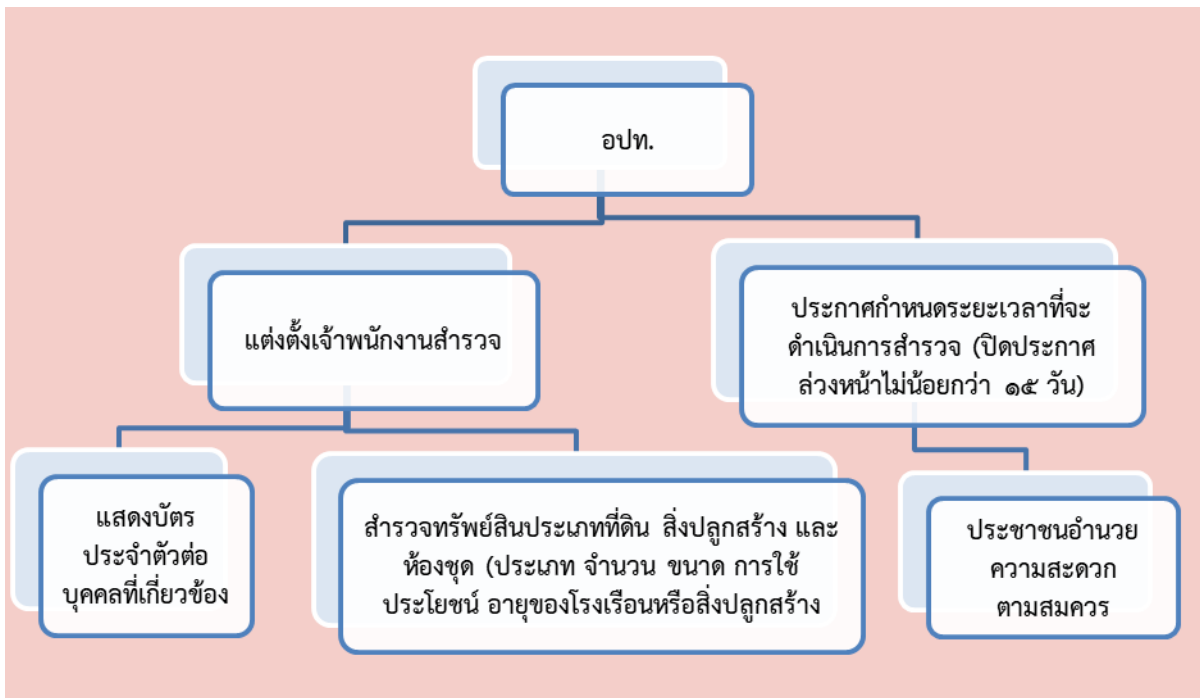 อปท.
แต่งตั้งเจ้าพนักงานสำรวจ
ประกาศกำหนดระยะเวลาที่จะ
ดำเนินการสำรวจ (ปิดประกาศ
ล่วงหน้าไม่น้อยกว่า ๑๕ วัน)
แสดงบัตร
ประจำตัวต่อ
บุคคลที่เกี่ยวข้อง
สำรวจทรัพย์สินประเภทที่ดิน สิ่งปลูกสร้าง และ
ห้องชุด (ประเภท จำนวน ขนาด การใช้
ประโยชน์ อายุของโรงเรือนหรือสิ่งปลูกสร้าง
ประชาชนอำนวย
ความสะดวก
ตามสมควร